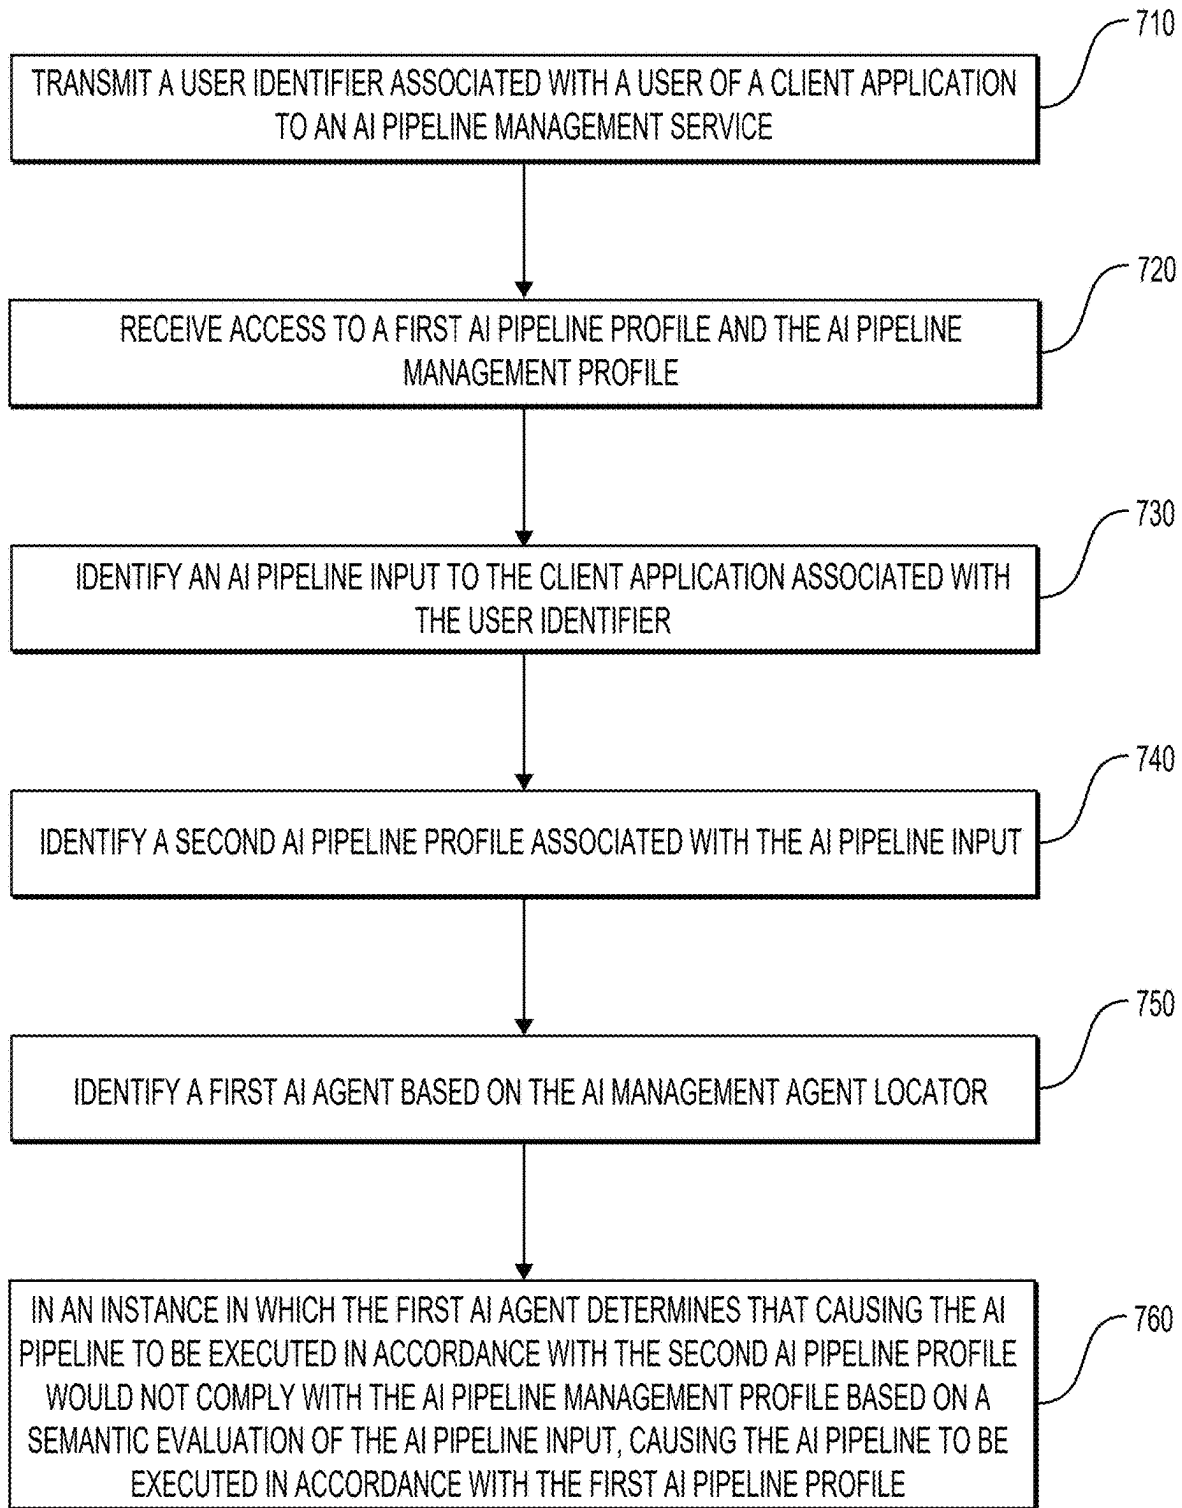 710
TRANSMIT A USER IDENTIFIER ASSOCIATED WITH A USER OF A CLIENT APPLICATION
TO AN AI PIPELINE MANAGEMENT SERVICE
720
RECEIVE ACCESS TO A FIRST AI PIPELINE PROFILE AND THE AI PIPELINE
MANAGEMENT PROFILE
730
IDENTIFY AN AI PIPELINE INPUT TO THE CLIENT APPLICATION ASSOCIATED WITH
THE USER IDENTIFIER
740
IDENTIFY A SECOND AI PIPELINE PROFILE ASSOCIATED WITH THE AI PIPELINE INPUT
750
IDENTIFY A FIRST AI AGENT BASED ON THE AI MANAGEMENT AGENT LOCATOR
760
IN AN INSTANCE IN WHICH THE FIRST AI AGENT DETERMINES THAT CAUSING THE AI
PIPELINE TO BE EXECUTED IN ACCORDANCE WITH THE SECOND AI PIPELINE PROFILE
WOULD NOT COMPLY WITH THE AI PIPELINE MANAGEMENT PROFILE BASED ON A
SEMANTIC EVALUATION OF THE AI PIPELINE INPUT, CAUSING THE AI PIPELINE TO BE
EXECUTED IN ACCORDANCE WITH THE FIRST AI PIPELINE PROFILE